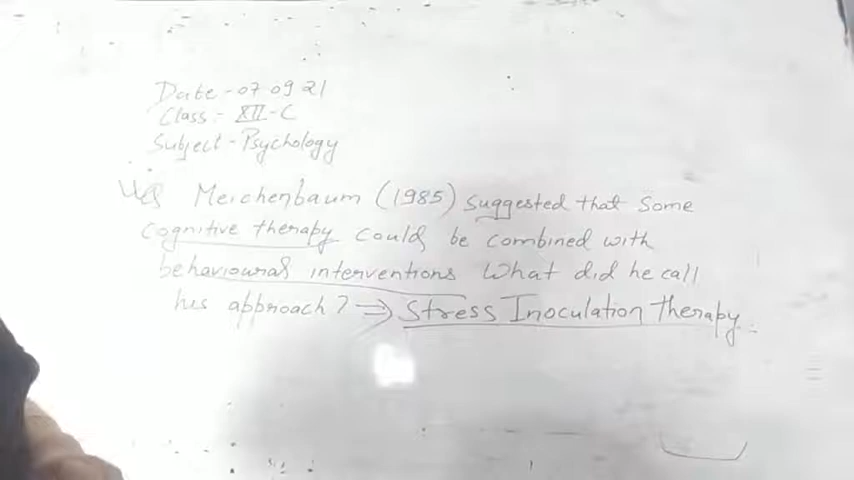 Date - 07 09 21
Class :- XII - C
Subject - Psychology
Meichenbaum (1985) suggested that some
cognitive therapy could be combined with
behavioural interventions What did he call
his approach? ⇒ Stress Inoculation therapy.